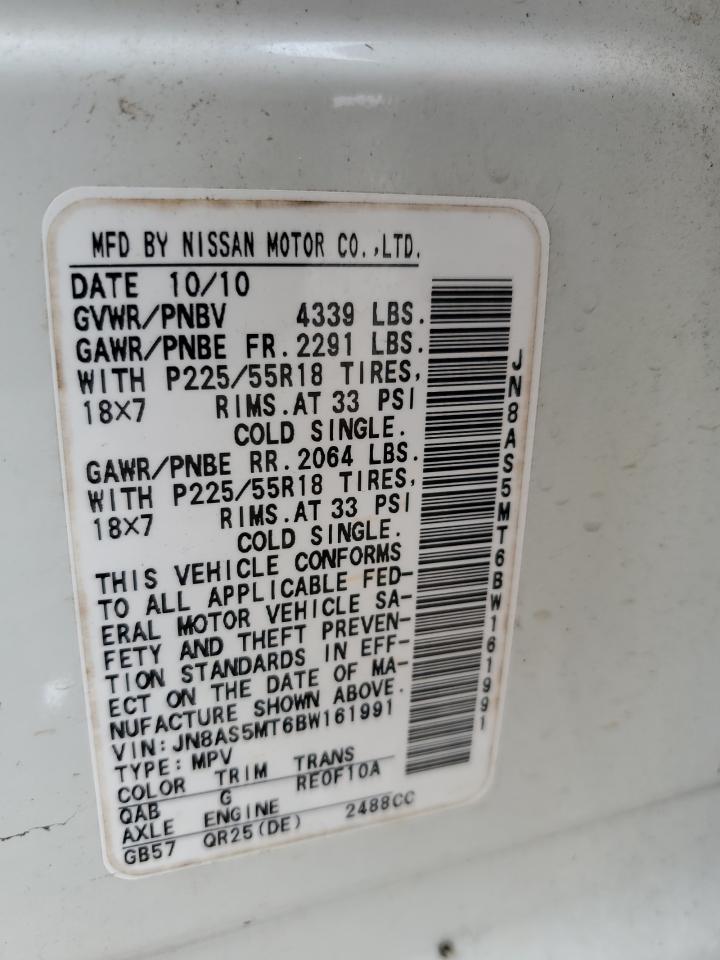 MFD BY NISSAN MOTOR CO.,LTD.
DATE 10/10
GVWR/PNBV 4339 LBS.
GAWR/PNBE FR.2291 LBS.
WITH P225/55R18 TIRES,
18X7 RIMS.AT 33 PSI
COLD SINGLE.
GAWR/PNBE RR.2064 LBS.
WITH P225/55R18 TIRES,
18X7 RIMS.AT 33 PSI
COLD SINGLE.
THIS VEHICLE CONFORMS
TO ALL APPLICABLE FED-
ERAL MOTOR VEHICLE SA-
FETY AND THEFT PREVEN-
TION STANDARDS IN EFF-
ECT ON THE DATE OF MA-
NUFACTURE SHOWN ABOVE.
VIN:JN8AS5MT6BW161991
TYPE:MPV
COLOR TRIM TRANS
QAB G RE0F10A
AXLE ENGINE
GB57 QR25(DE) 2488CC
JN8AS5MT6BW161991